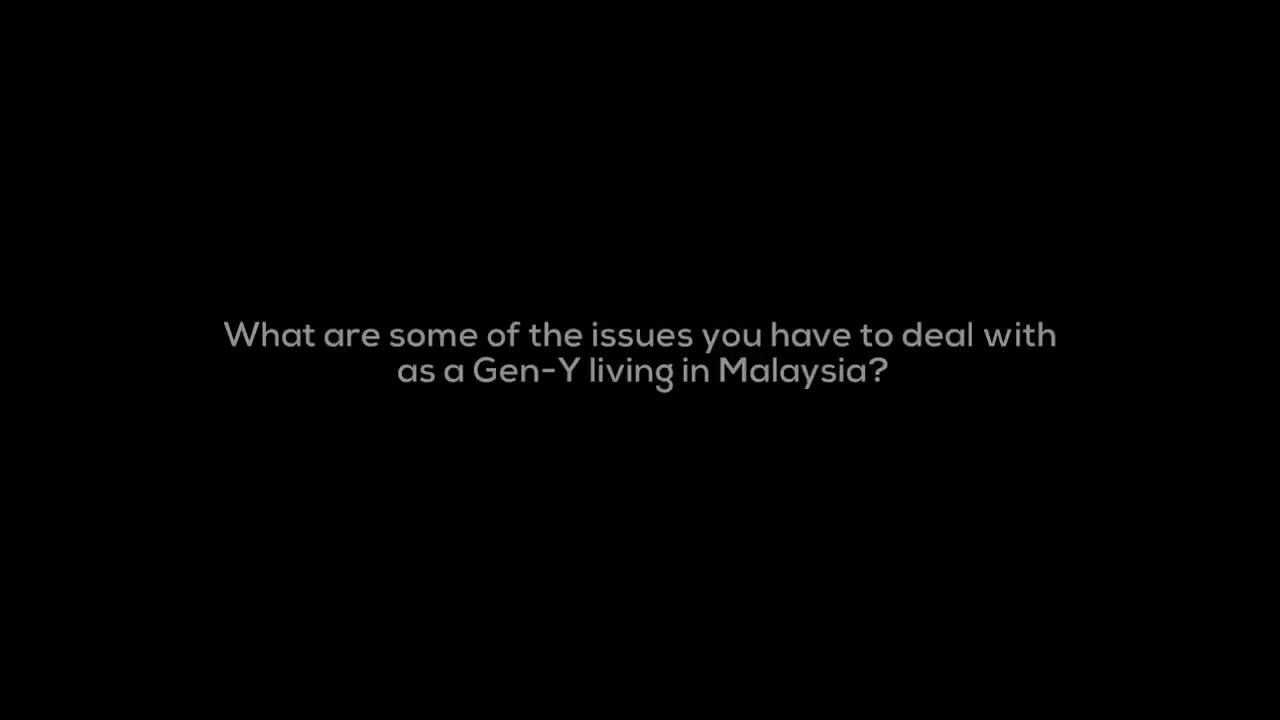 What are some of the issues you have to deal with
as a Gen-Y living in Malaysia?